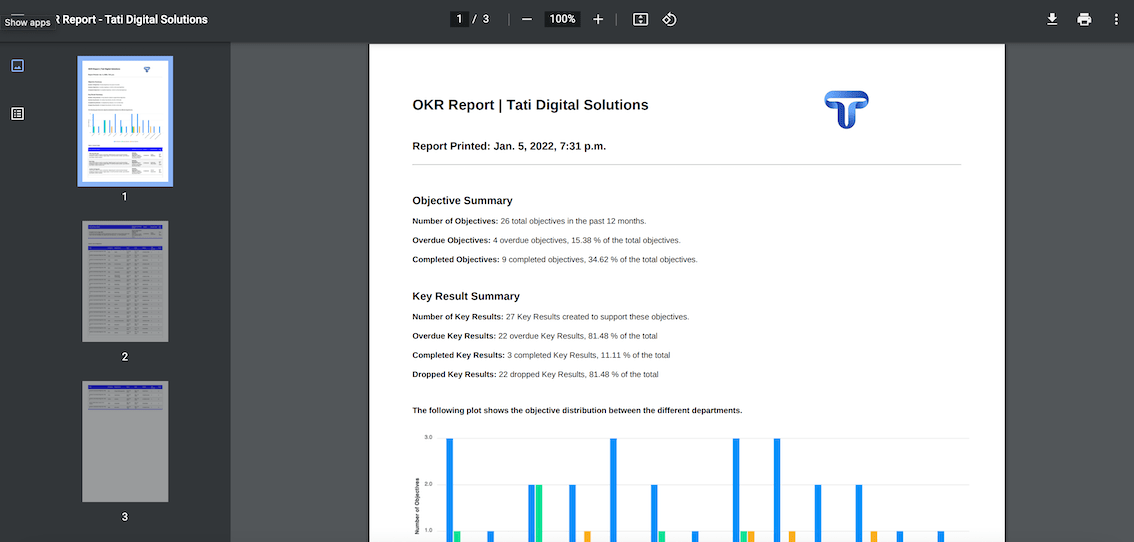 Show apps
R Report - Tati Digital Solutions
1 / 3
100%
1
2
3
OKR Report | Tati Digital Solutions
Report Printed: Jan. 5, 2022, 7:31 p.m.
Objective Summary
Number of Objectives: 26 total objectives in the past 12 months.
Overdue Objectives: 4 overdue objectives, 15.38 % of the total objectives.
Completed Objectives: 9 completed objectives, 34.62 % of the total objectives.
Key Result Summary
Number of Key Results: 27 Key Results created to support these objectives.
Overdue Key Results: 22 overdue Key Results, 81.48 % of the total
Completed Key Results: 3 completed Key Results, 11.11 % of the total
Dropped Key Results: 22 dropped Key Results, 81.48 % of the total
The following plot shows the objective distribution between the different departments.
3.0
2.0
1.0
Number of Objectives